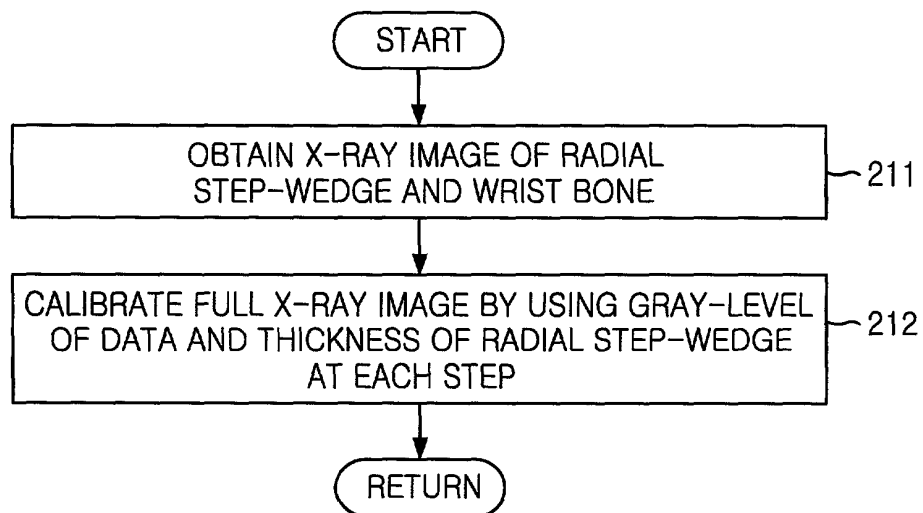 START
OBTAIN X-RAY IMAGE OF RADIAL
STEP-WEDGE AND WRIST BONE
211
CALIBRATE FULL X-RAY IMAGE BY USING GRAY-LEVEL
OF DATA AND THICKNESS OF RADIAL STEP-WEDGE
AT EACH STEP
212
RETURN